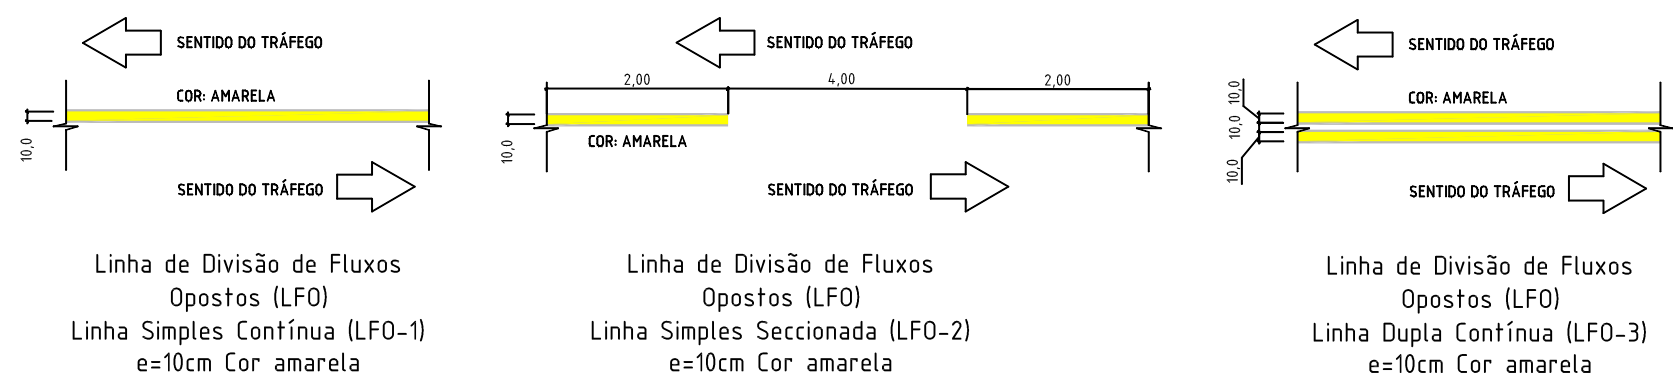 SENTIDO DO TRÁFEGO
COR: AMARELA
10,0
SENTIDO DO TRÁFEGO
Linha de Divisão de Fluxos
Opostos (LFO)
Linha Simples Contínua (LFO-1)
e=10cm Cor amarela
SENTIDO DO TRÁFEGO
2,00
4,00
2,00
10,0
COR: AMARELA
SENTIDO DO TRÁFEGO
Linha de Divisão de Fluxos
Opostos (LFO)
Linha Simples Seccionada (LFO-2)
e=10cm Cor amarela
SENTIDO DO TRÁFEGO
COR: AMARELA
10,0
10,0
10,0
SENTIDO DO TRÁFEGO
Linha de Divisão de Fluxos
Opostos (LFO)
Linha Dupla Contínua (LFO-3)
e=10cm Cor amarela